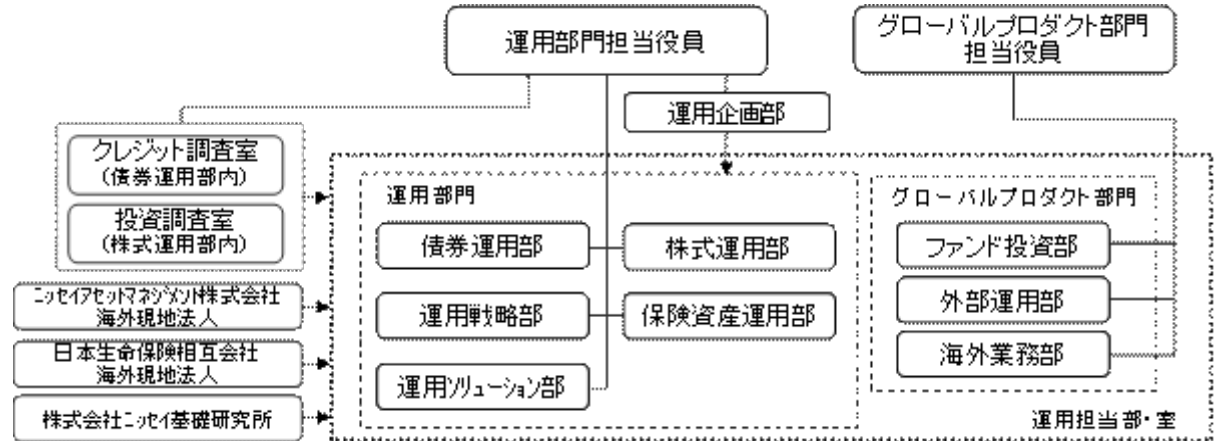 運用部門担当役員
グローバルプロダクト部門
担当役員
運用企画部
クレジット調査室
(債券運用部内)
投資調査室
(株式運用部内)
ニッセイアセットマネジメント株式会社
海外現地法人
日本生命保険相互会社
海外現地法人
株式会社ニッセイ基礎研究所
運用部門
債券運用部
株式運用部
運用戦略部
保険資産運用部
運用ソリューション部
グローバルプロダクト部門
ファンド投資部
外部運用部
海外業務部
運用担当部・室